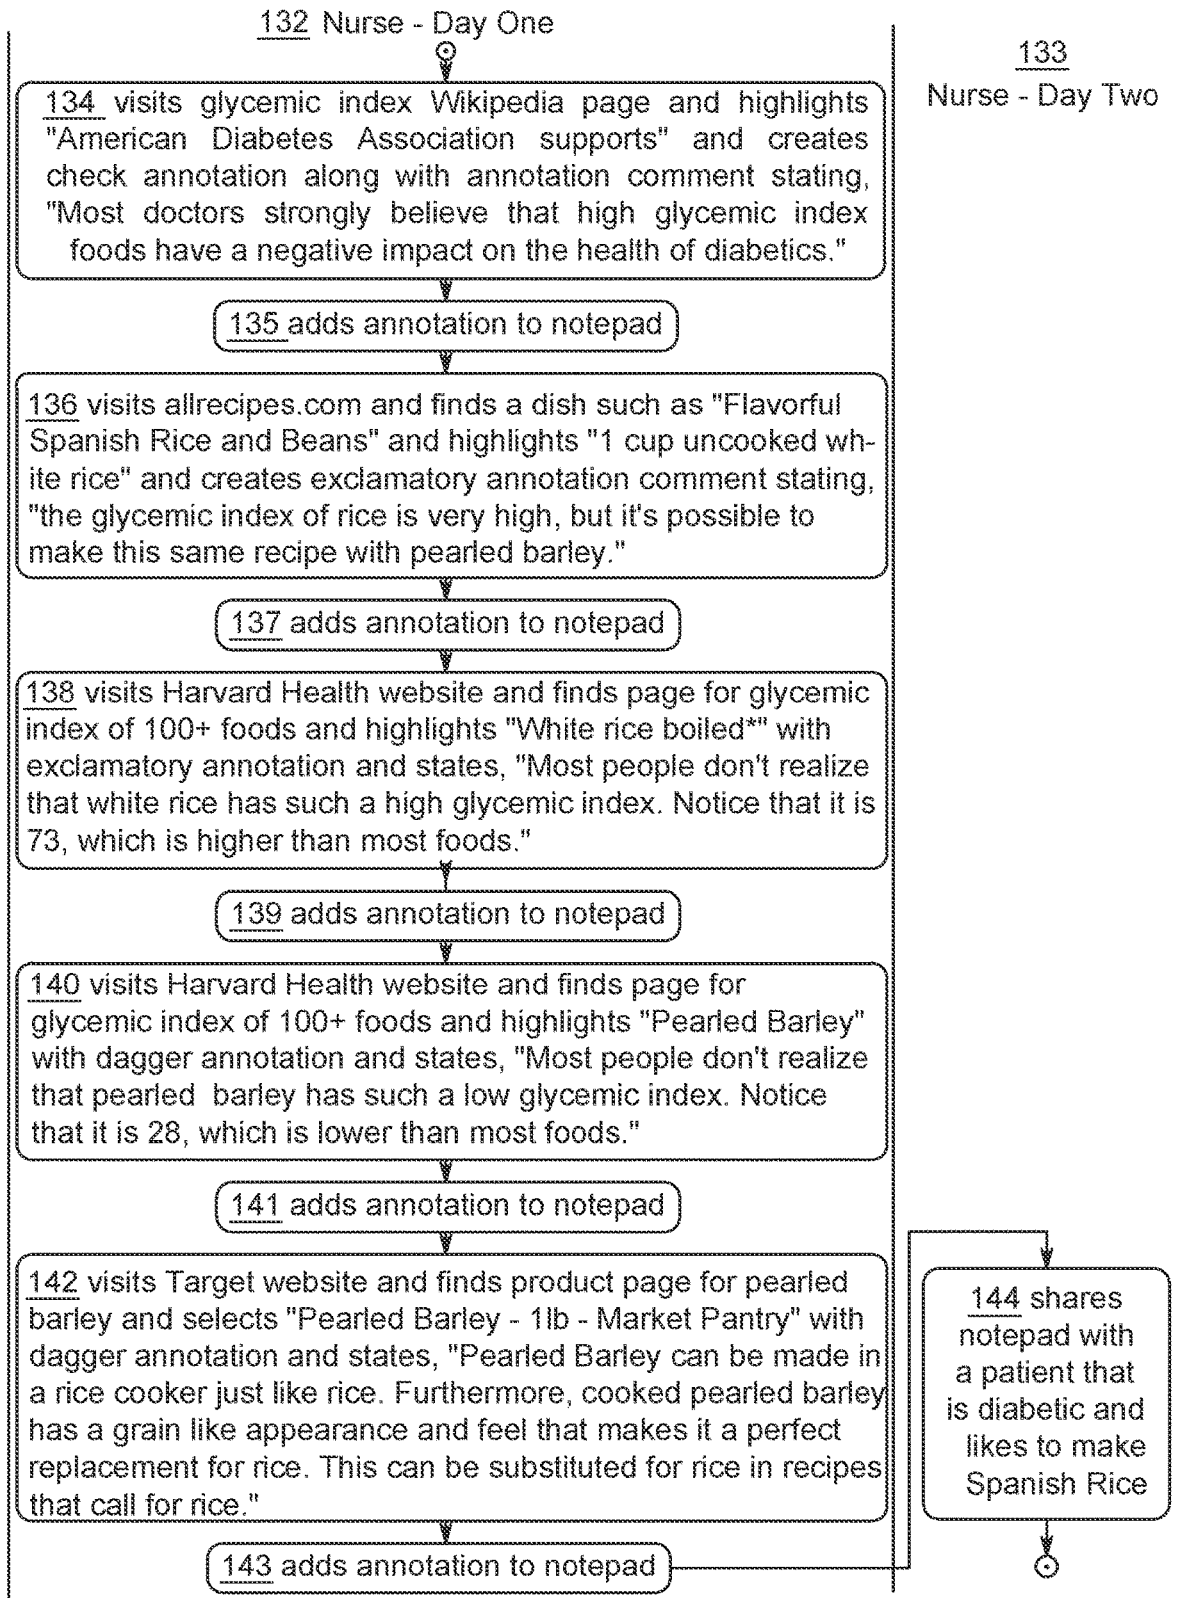 132 Nurse - Day One
133
Nurse - Day Two
134 visits glycemic index Wikipedia page and highlights
"American Diabetes Association supports" and creates
check annotation along with annotation comment stating,
"Most doctors strongly believe that high glycemic index
foods have a negative impact on the health of diabetics."
135 adds annotation to notepad
136 visits allrecipes.com and finds a dish such as "Flavorful
Spanish Rice and Beans" and highlights "1 cup uncooked wh-
ite rice" and creates exclamatory annotation comment stating,
"the glycemic index of rice is very high, but it's possible to
make this same recipe with pearled barley."
137 adds annotation to notepad
138 visits Harvard Health website and finds page for glycemic
index of 100+ foods and highlights "White rice boiled*" with
exclamatory annotation and states, "Most people don't realize
that white rice has such a high glycemic index. Notice that it is
73, which is higher than most foods."
139 adds annotation to notepad
140 visits Harvard Health website and finds page for
glycemic index of 100+ foods and highlights "Pearled Barley"
with dagger annotation and states, "Most people don't realize
that pearled barley has such a low glycemic index. Notice
that it is 28, which is lower than most foods."
141 adds annotation to notepad
142 visits Target website and finds product page for pearled
barley and selects "Pearled Barley - 1lb - Market Pantry" with
dagger annotation and states, "Pearled Barley can be made in
a rice cooker just like rice. Furthermore, cooked pearled barley
has a grain like appearance and feel that makes it a perfect
replacement for rice. This can be substituted for rice in recipes
that call for rice."
143 adds annotation to notepad
144 shares
notepad with
a patient that
is diabetic and
likes to make
Spanish Rice